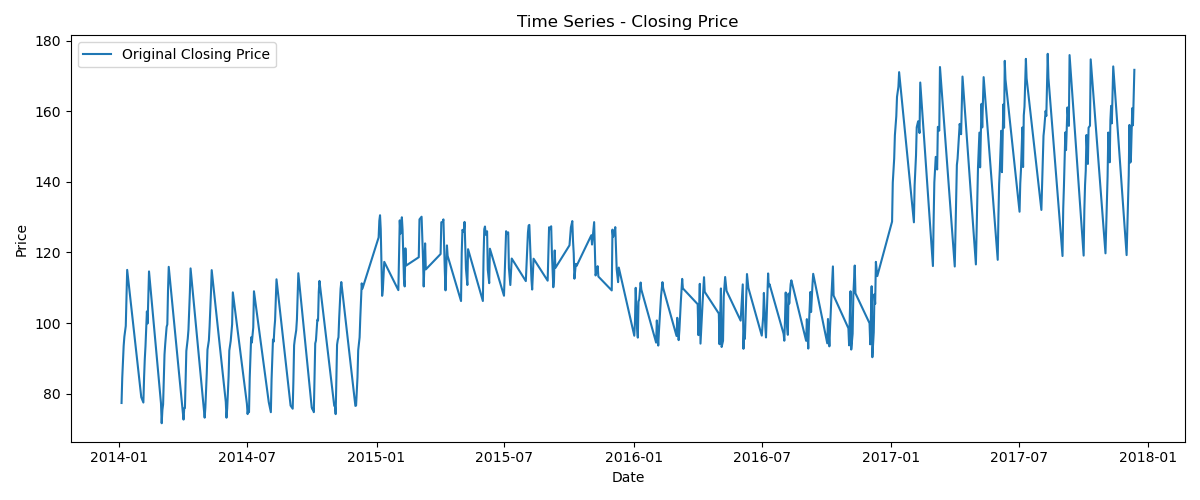 Time Series - Closing Price
Original Closing Price
180
160
140
120
100
80
Price
2014-01 2014-07 2015-01 2015-07 2016-01 2016-07 2017-01 2017-07 2018-01
Date